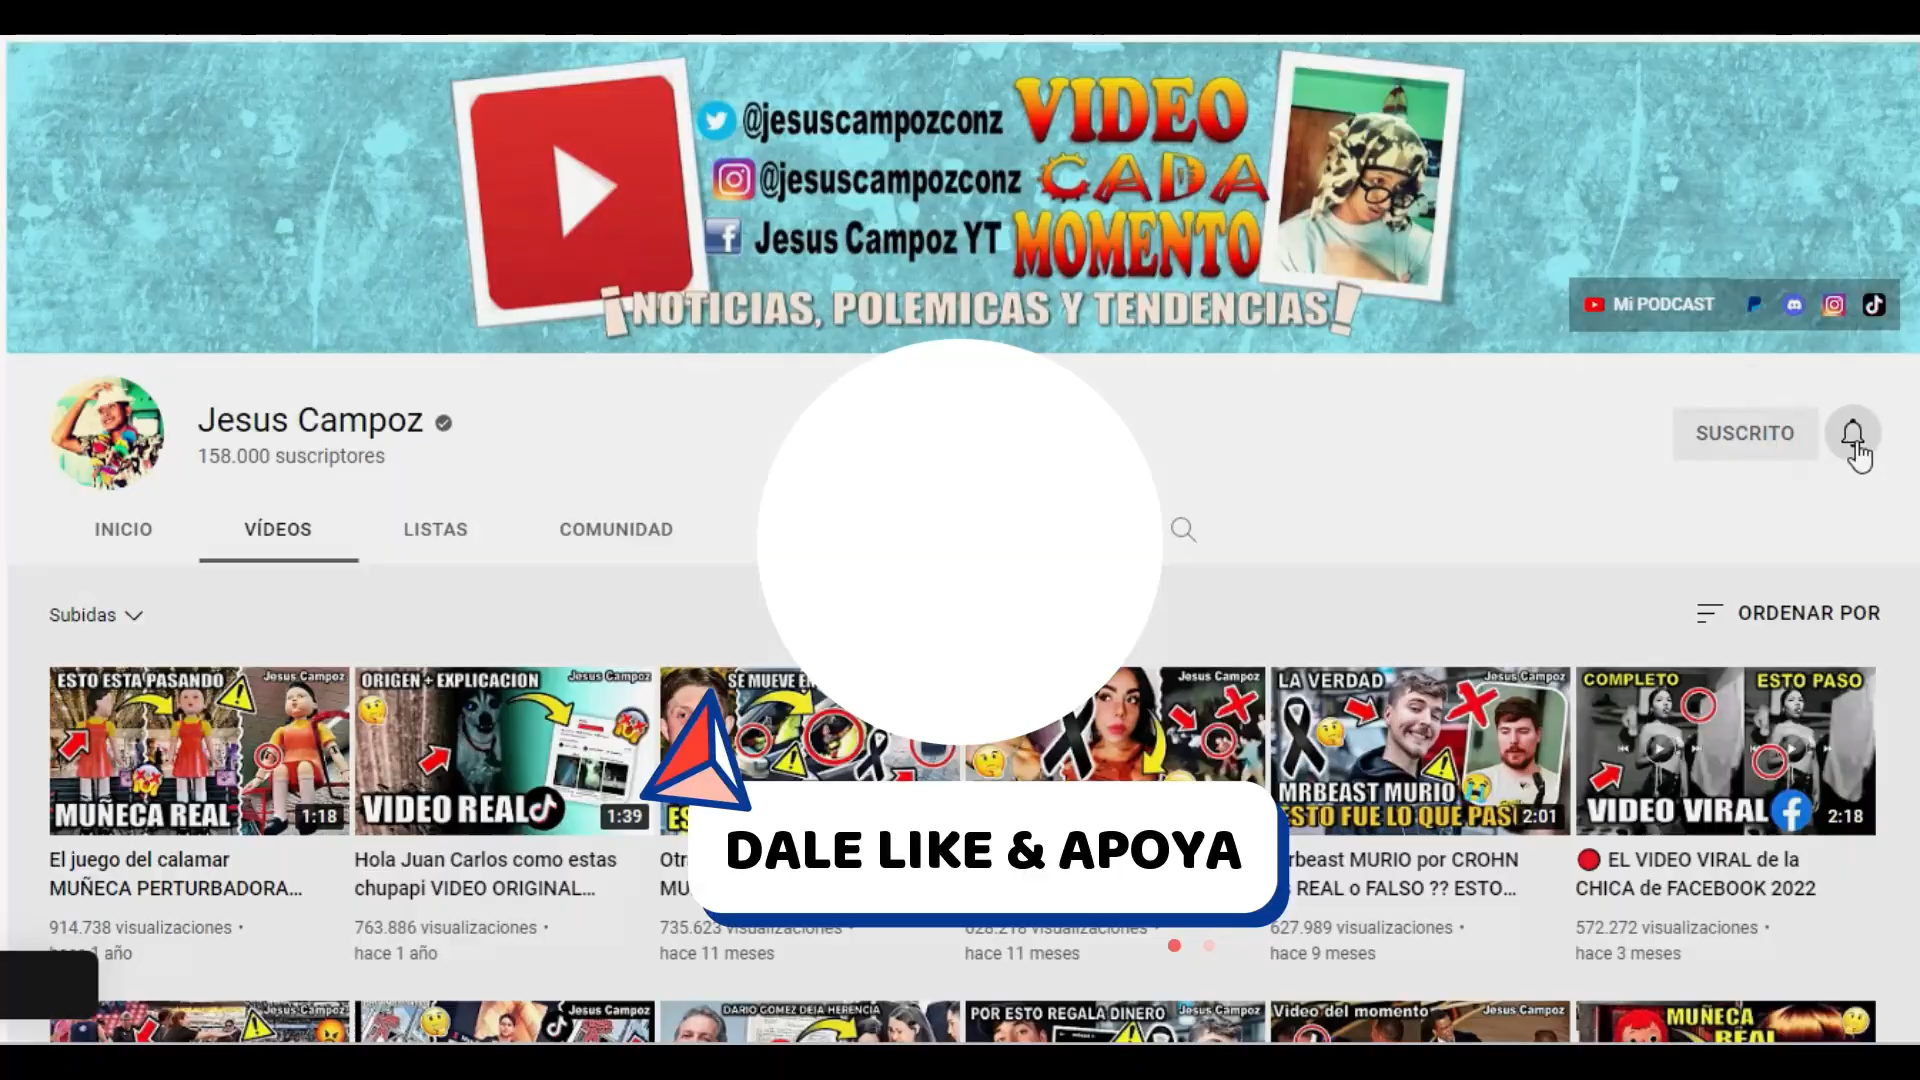 @jesuscampozconz
@jesuscampozconz
Jesus Campoz YT
VIDEO
CADA
MOMENTO
¡NOTICIAS, POLEMICAS Y TENDENCIAS!
Mi PODCAST
Jesus Campoz
158.000 suscriptores
SUSCRITO
INICIO
VÍDEOS
LISTAS
COMUNIDAD
Subidas
ORDENAR POR
ESTO ESTA PASANDO
Jesus Campoz
MUÑECA REAL
1:18
ORIGEN + EXPLICACION
Jesus Campoz
VIDEO REAL
1:39
SE MUEVE
Jesus Campoz
LA VERDAD
Jesus Campoz
MRBEAST MURIO
ESTO FUE LO QUE PASÓ
2:01
COMPLETO
ESTO PASO
VIDEO VIRAL
2:18
DALE LIKE & APOYA
El juego del calamar
MUÑECA PERTURBADORA...
914.738 visualizaciones •
1 año
Hola Juan Carlos como estas
chupapi VIDEO ORIGINAL...
763.886 visualizaciones •
hace 1 año
735.623 visualizaciones •
hace 11 meses
628.218 visualizaciones •
hace 11 meses
MURIO por CROHN
REAL o FALSO ?? ESTO...
627.989 visualizaciones •
hace 9 meses
EL VIDEO VIRAL de la
CHICA de FACEBOOK 2022
572.272 visualizaciones •
hace 3 meses
Jesus Campoz
Jesus Campoz
DARIO GOMEZ DEJA HERENCIA
POR ESTO REGALA DINERO
Jesus Campoz
Video del momento
Jesus Campoz
MUÑECA
REAL